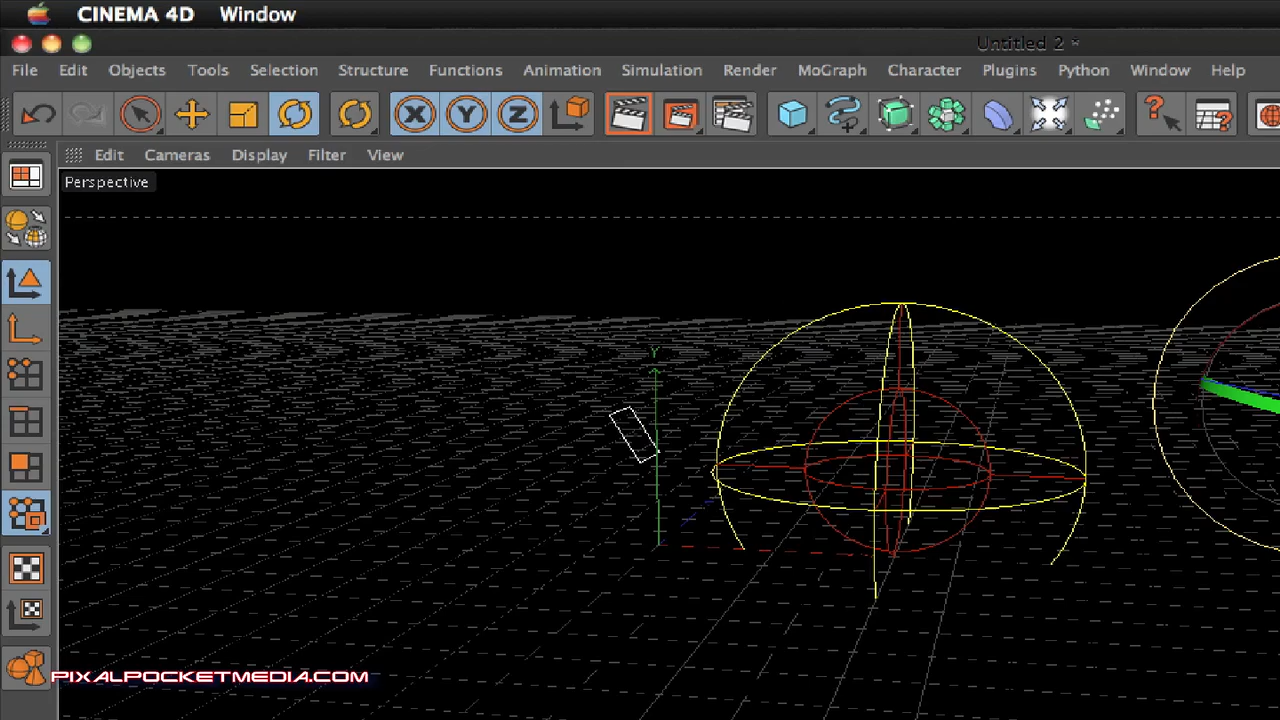 CINEMA 4D Window
Untitled 2 *
File Edit Objects Tools Selection Structure Functions Animation Simulation Render MoGraph Character Plugins Python Window Help
X Y Z
Edit Cameras Display Filter View
Perspective
Y
PIXALPOCKETMEDIA.COM